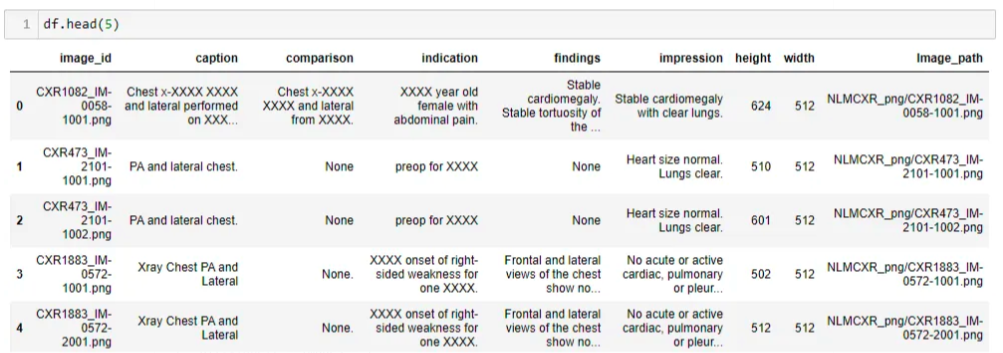 1 df.head(5)
image_id caption comparison indication findings impression height width Image_path
0 CXR1082_IM-0058-1001.png Chest x-XXXX XXXX and lateral performed on XXX... Chest x-XXXX XXXX and lateral from XXXX. XXXX year old female with abdominal pain. Stable cardiomegaly. Stable tortuosity of the ... Stable cardiomegaly with clear lungs. 624 512 NLMCXR_png/CXR1082_IM-0058-1001.png
1 CXR473_IM-2101-1001.png PA and lateral chest. None preop for XXXX None Heart size normal. Lungs clear. 510 512 NLMCXR_png/CXR473_IM-2101-1001.png
2 CXR473_IM-2101-1002.png PA and lateral chest. None preop for XXXX None Heart size normal. Lungs clear. 601 512 NLMCXR_png/CXR473_IM-2101-1002.png
3 CXR1883_IM-0572-1001.png Xray Chest PA and Lateral None. XXXX onset of right-sided weakness for one XXXX. Frontal and lateral views of the chest show no... No acute or active cardiac, pulmonary or pleur... 502 512 NLMCXR_png/CXR1883_IM-0572-1001.png
4 CXR1883_IM-0572-2001.png Xray Chest PA and Lateral None. XXXX onset of right-sided weakness for one XXXX. Frontal and lateral views of the chest show no... No acute or active cardiac, pulmonary or pleur... 512 512 NLMCXR_png/CXR1883_IM-0572-2001.png